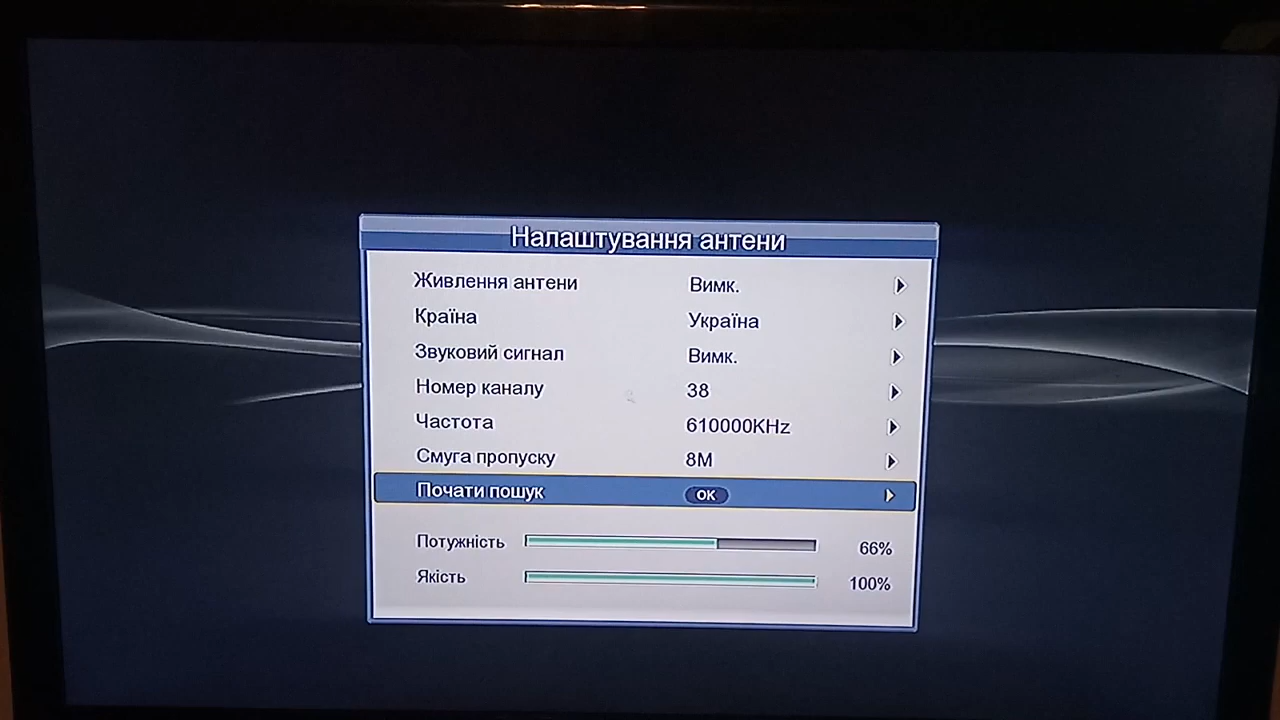 Налаштування антени
Живлення антени Вимк.
Країна Україна
Звуковий сигнал Вимк.
Номер каналу 38
Частота 610000KHz
Смуга пропуску 8M
Почати пошук OK
Потужність 66%
Якість 100%